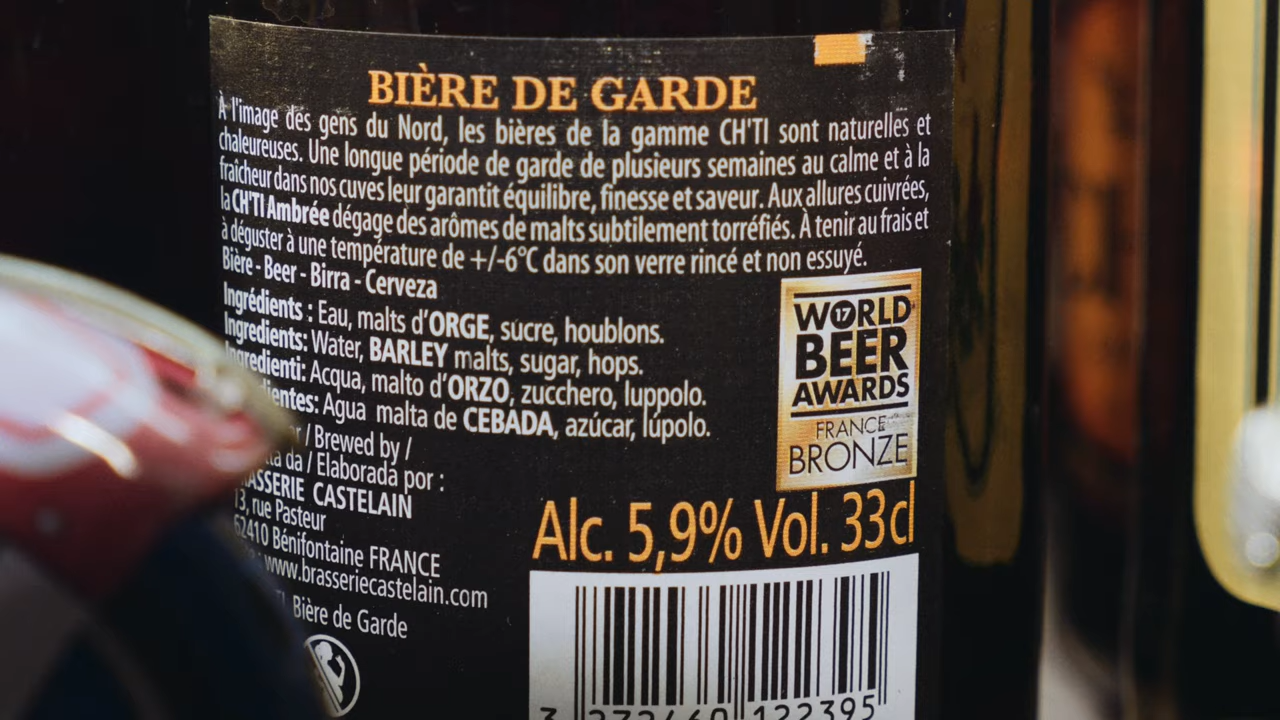 BIÈRE DE GARDE
À l'image des gens du Nord, les bières de la gamme CH'TI sont naturelles et
chaleureuses. Une longue période de garde de plusieurs semaines au calme et à la
fraîcheur dans nos cuves leur garantit équilibre, finesse et saveur. Aux allures cuivrées,
la CH'TI Ambrée dégage des arômes de malts subtilement torréfiés. À tenir au frais et
à déguster à une température de +/-6°C dans son verre rincé et non essuyé.
Bière - Beer - Birra - Cerveza
Ingrédients : Eau, malts d'ORGE, sucre, houblons.
Ingredients: Water, BARLEY malts, sugar, hops.
Ingredienti: Acqua, malto d'ORZO, zucchero, luppolo.
Agua malta de CEBADA, azúcar, lúpolo.
/ Brewed by /
da / Elaborada por :
BRASSERIE CASTELAIN
13, rue Pasteur
62410 Bénifontaine FRANCE
www.brasseriecastelain.com
Bière de Garde
WORLD
17
BEER
AWARDS
FRANCE
BRONZE
Alc. 5,9% Vol. 33cl
3 272460 122395